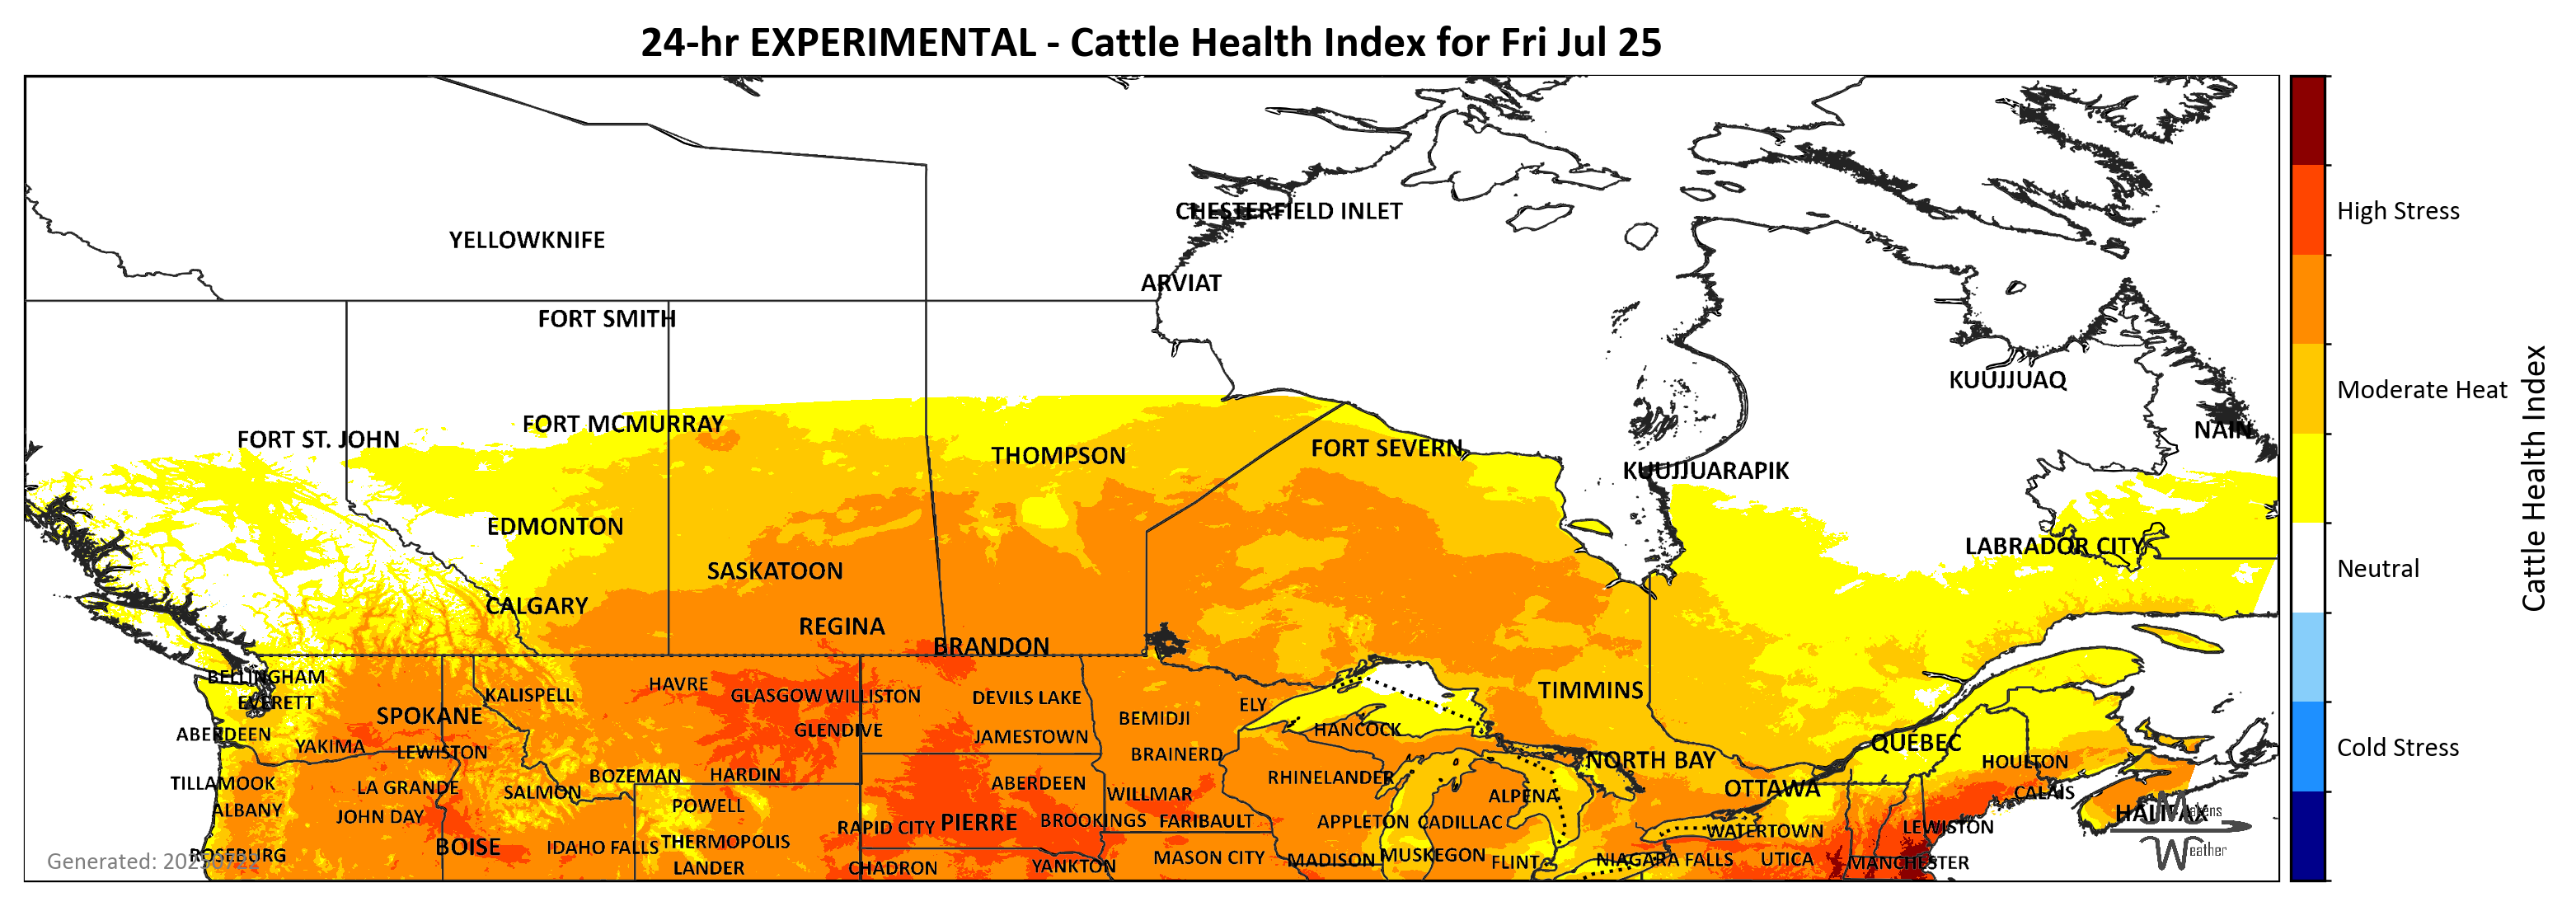 24-hr EXPERIMENTAL - Cattle Health Index for Fri Jul 25
CHESTERFIELD INLET
High Stress
YELLOWKNIFE
ARVIAT
FORT SMITH
KUUJJUAQ
Moderate Heat
FORT MCMURRAY
NAIN
FORT ST. JOHN
FORT SEVERN
THOMPSON
KUUJJUARAPIK
Cattle Health Index
EDMONTON
LABRADOR CITY
SASKATOON
Neutral
CALGARY
REGINA
BRANDON
BELLINGHAM
HAVRE
TIMMINS
KALISPELL
GLASGOW
WILLISTON
DEVILS LAKE
EVERETT
ELY
SPOKANE
BEMIDJI
ABERDEEN
GLENDIVE
HANCOCK
JAMESTOWN
QUEBEC
YAKIMA
LEWISTON
BRAINERD
Cold Stress
NORTH BAY
HOULTON
BOZEMAN
HARDIN
RHINELANDER
TILLAMOOK
LA GRANDE
ABERDEEN
OTTAWA
SALMON
WILLMAR
ALPENA
CALAIS
POWELL
ALBANY
JOHN DAY
HALIFAX
Makens
RAPID CITY
PIERRE
BROOKINGS
FARIBAULT
APPLETON
CADILLAC
WATERTOWN
LEWISTON
BOISE
IDAHO FALLS
THERMOPOLIS
Weather
ROSEBURG
MASON CITY
MADISON
MUSKEGON
FLINT
NIAGARA FALLS
UTICA
MANCHESTER
Generated: 20250722
LANDER
CHADRON
YANKTON